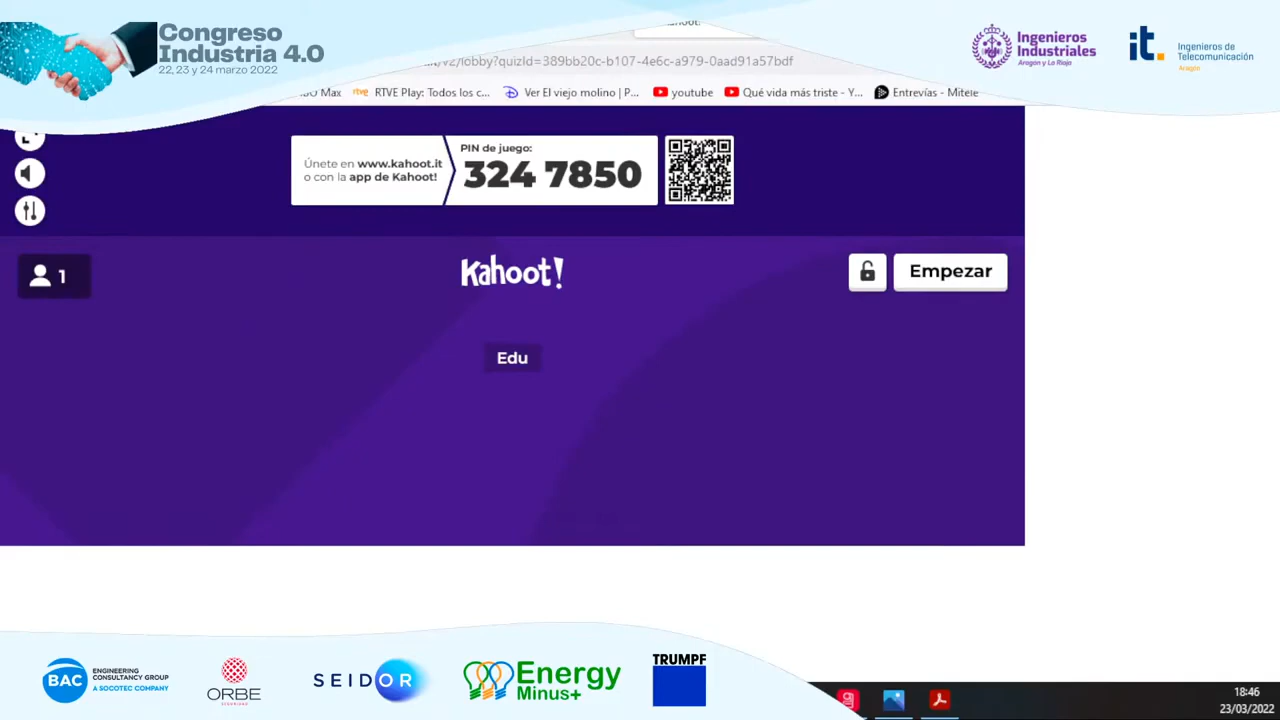 Congreso
Industria 4.0
22, 23 y 24 marzo 2022
Ingenieros
Industriales
Aragón y La Rioja
it.
Ingenieros de
Telecomunicación
Aragón
/v2/lobby?quizId=389bb20c-b107-4e6c-a979-0aad91a57bdf
Max
rtve RTVE Play: Todos los c...
Ver El viejo molino | P...
youtube
Qué vida más triste - Y...
Entrevías - Mitele
Únete en www.kahoot.it
o con la app de Kahoot!
PIN de juego:
324 7850
1
Kahoot!
Empezar
Edu
BAC
ENGINEERING
CONSULTANCY GROUP
A SOCOTEC COMPANY
ORBE
SEGURIDAD
SEIDOR
Energy
Minus+
TRUMPF
18:46
23/03/2022